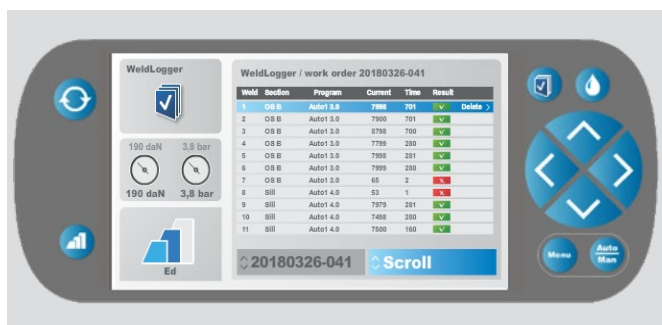 WeldLogger
190 daN 3,8 bar
190 daN 3,8 bar
Ed
WeldLogger / work order 20180326-041
Weld Section Program Current Time Result
1 OS B Auto1 3.0 7998 701 V Delete >
2 OS B Auto1 3.0 7900 701 V
3 OS B Auto1 3.0 8798 700 V
4 OS B Auto1 3.0 7799 280 V
5 OS B Auto1 3.0 7998 281 V
6 OS B Auto1 3.0 7999 280 V
7 OS B Auto1 3.0 65 2 X
8 Sill Auto1 4.0 53 1 X
9 Sill Auto1 4.0 7979 281 V
10 Sill Auto1 4.0 7498 280 V
11 Sill Auto1 4.0 7500 160 V
20180326-041 Scroll
Menu
Auto
Man